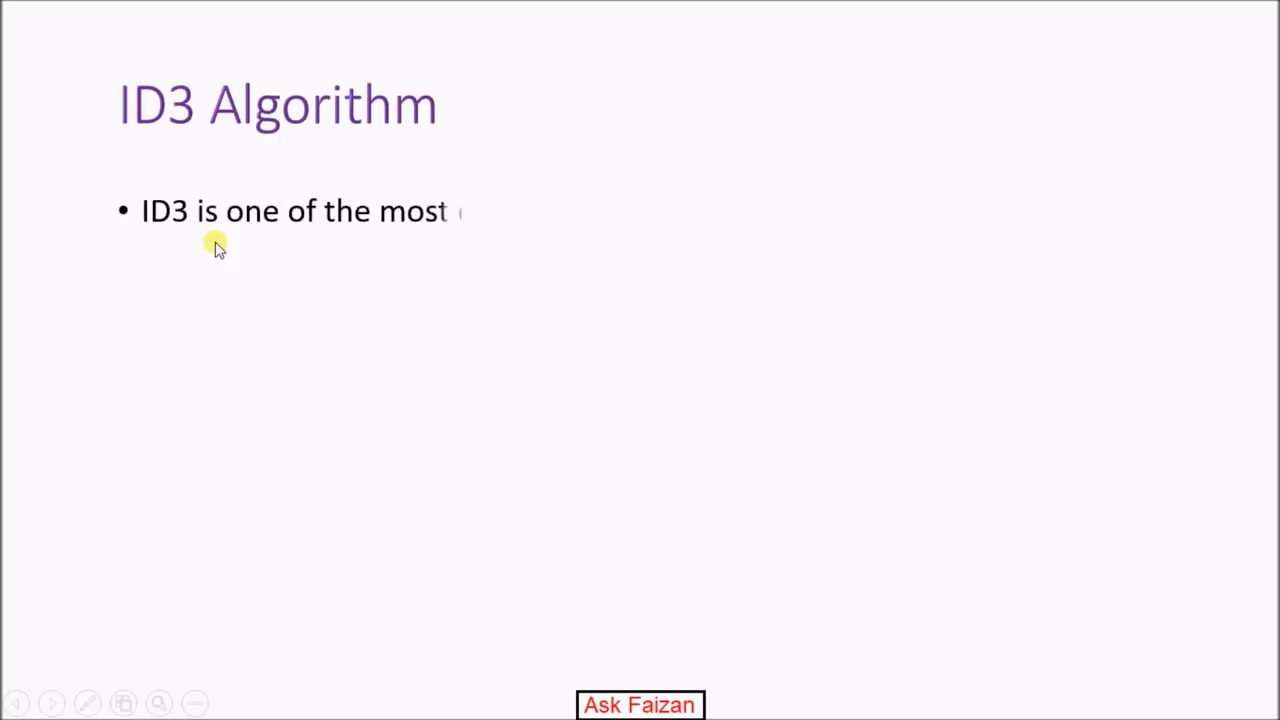 ID3 Algorithm
• ID3 is one of the most
Ask Faizan